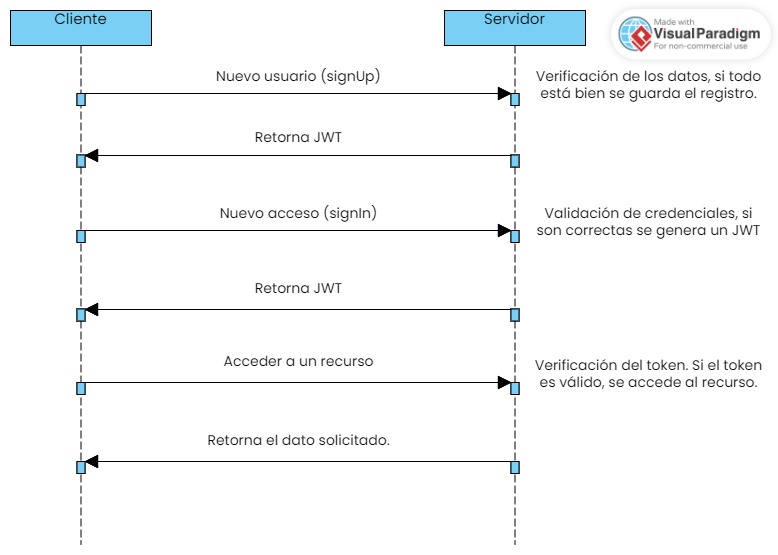 Cliente
Servidor
Made with
VisualParadigm
For non-commercial use
Nuevo usuario (signUp)
Verificación de los datos, si todo
está bien se guarda el registro.
Retorna JWT
Nuevo acceso (signIn)
Validación de credenciales, si
son correctas se genera un JWT
Retorna JWT
Acceder a un recurso
Verificación del token. Si el token
es válido, se accede al recurso.
Retorna el dato solicitado.